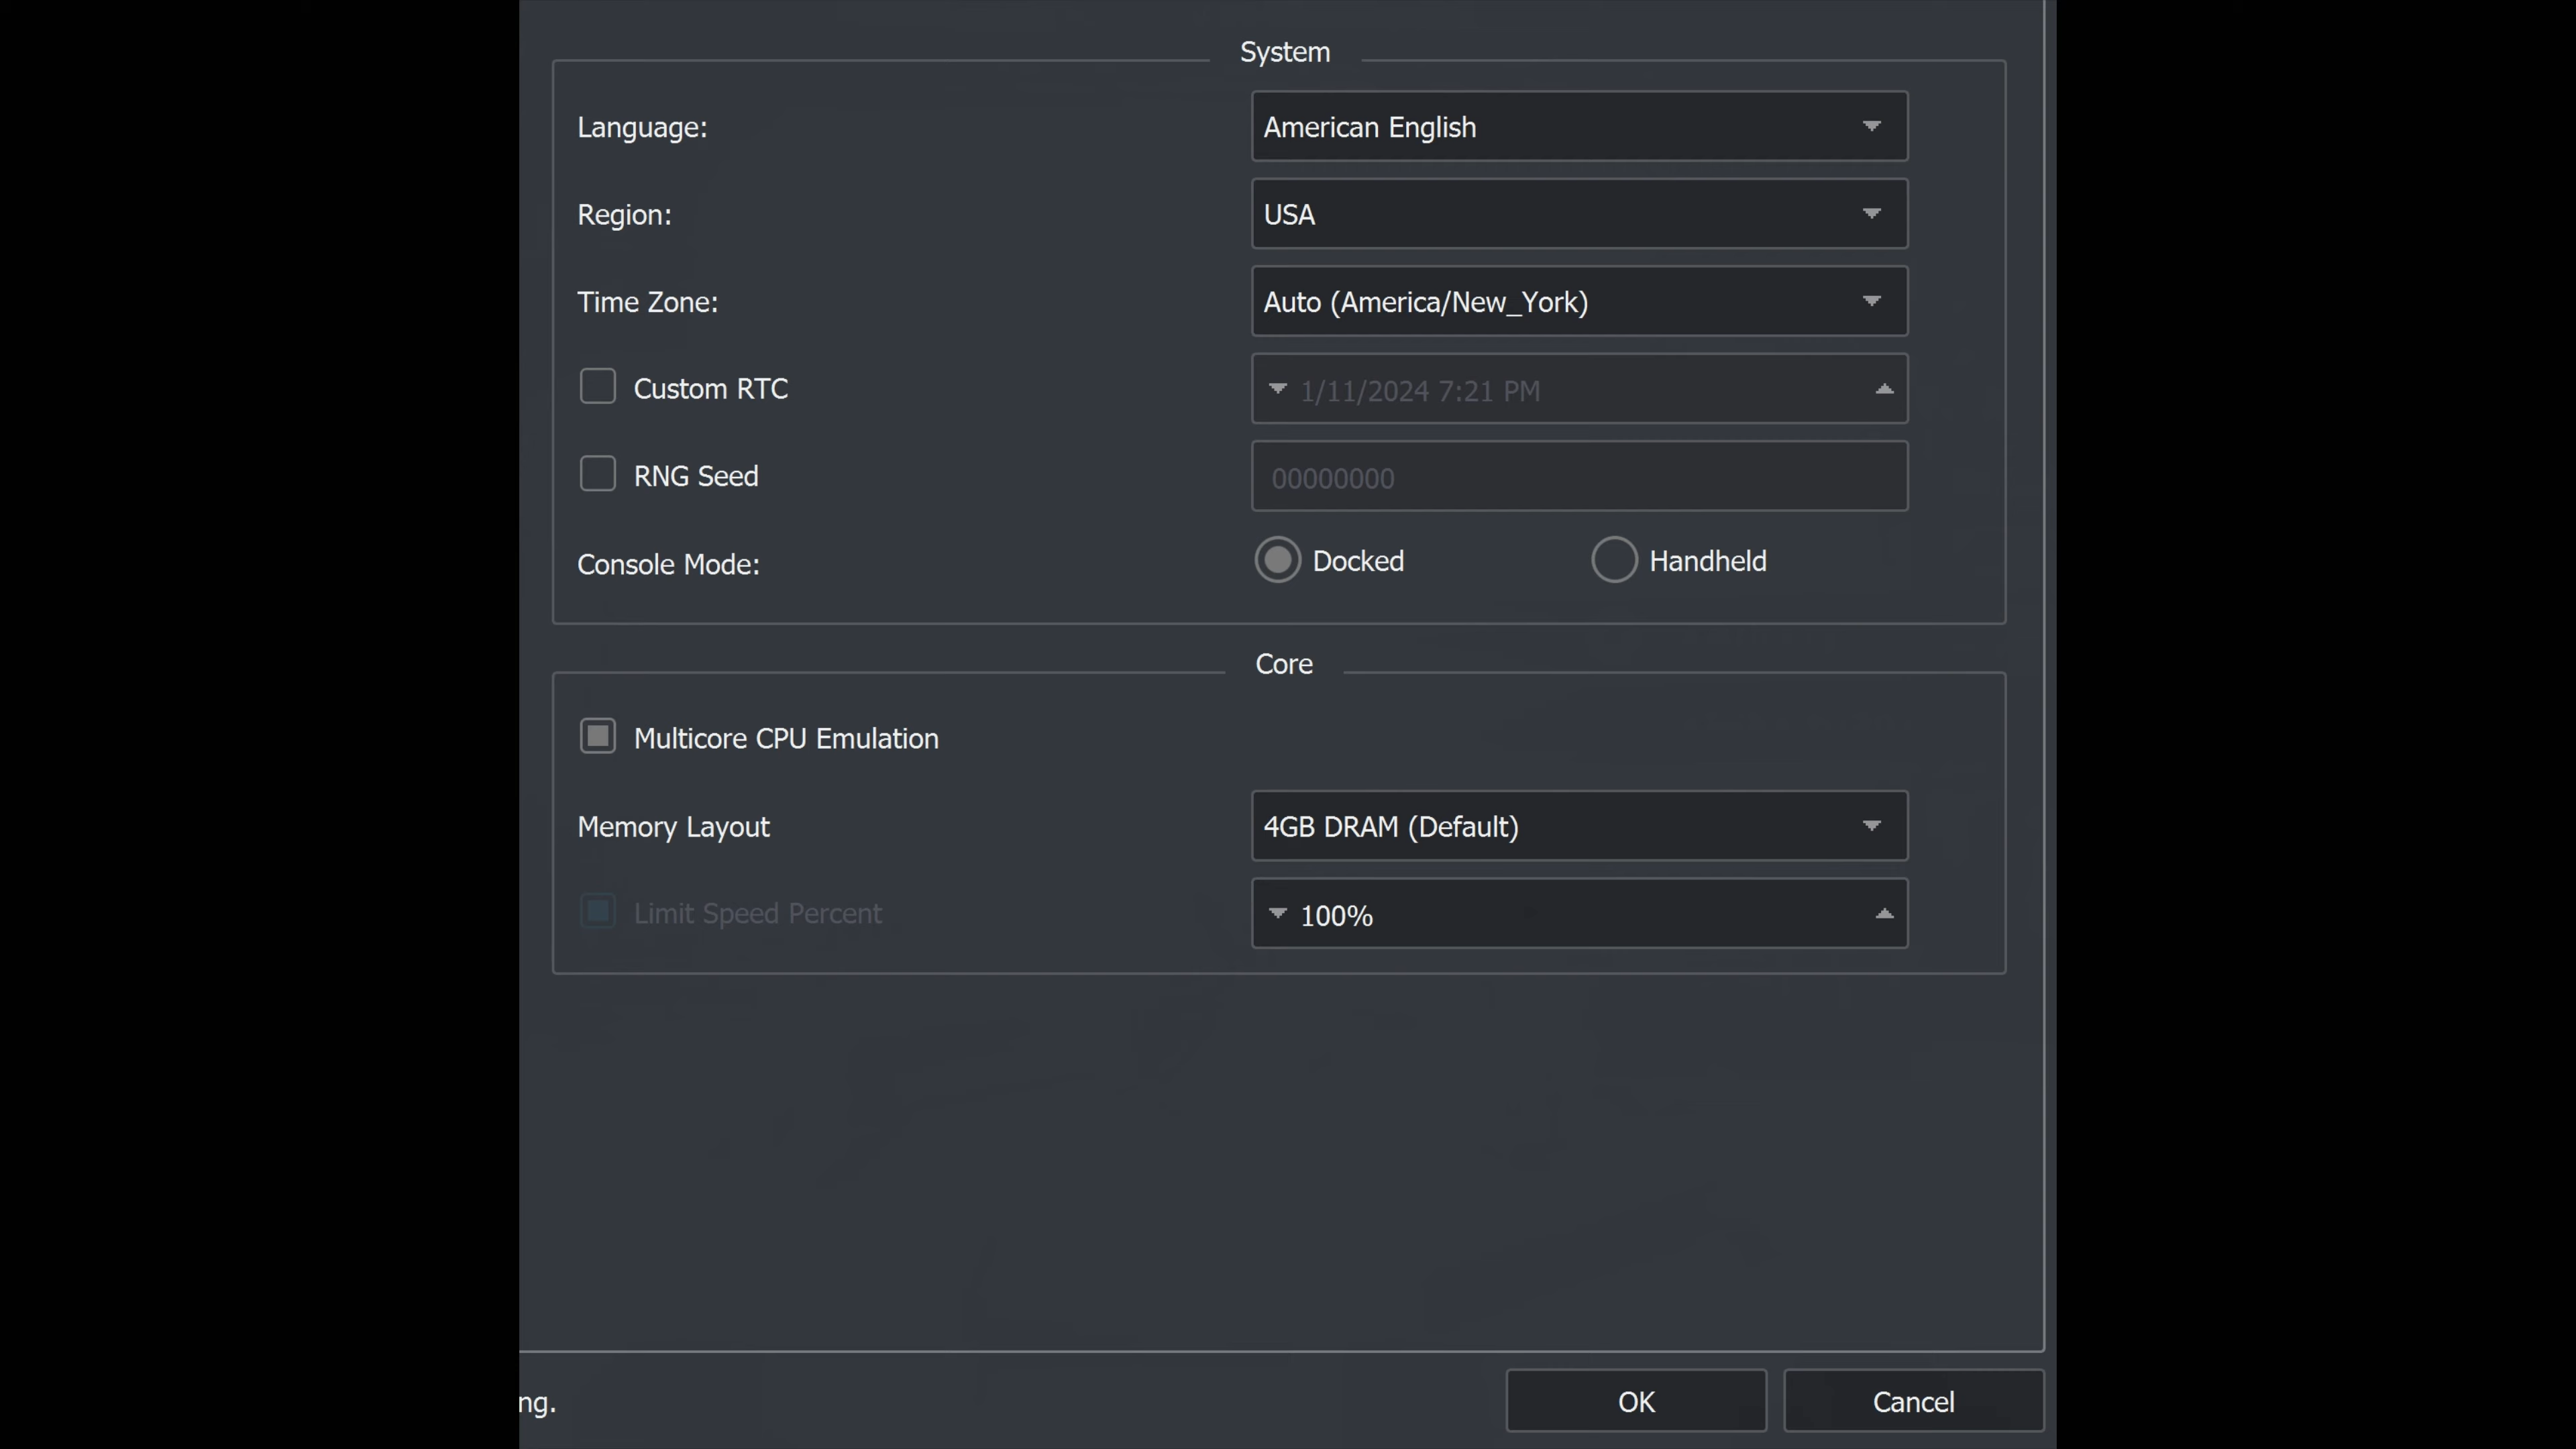 System
Language: American English
Region: USA
Time Zone: Auto (America/New_York)
Custom RTC 1/11/2024 7:21 PM
RNG Seed 00000000
Console Mode: Docked Handheld
Core
Multicore CPU Emulation
Memory Layout 4GB DRAM (Default)
Limit Speed Percent 100%
ng. OK Cancel